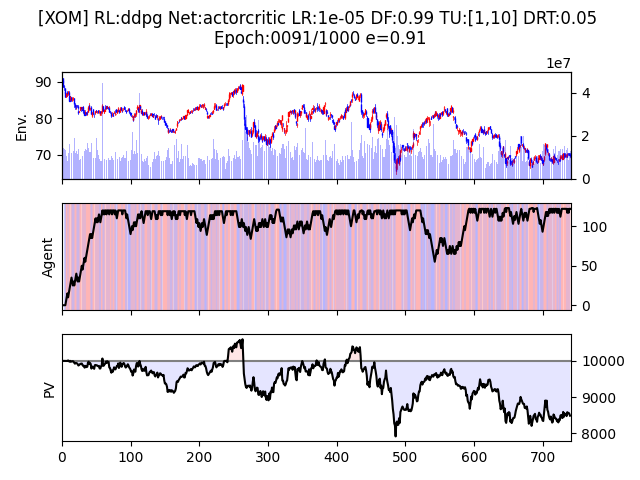 [XOM] RL:ddpg Net:actorcritic LR:1e-05 DF:0.99 TU:[1,10] DRT:0.05
Epoch:0091/1000 e=0.91
1e7
90
80
70
Env.
4
2
0
Agent
100
50
0
PV
10000
9000
8000
0 100 200 300 400 500 600 700